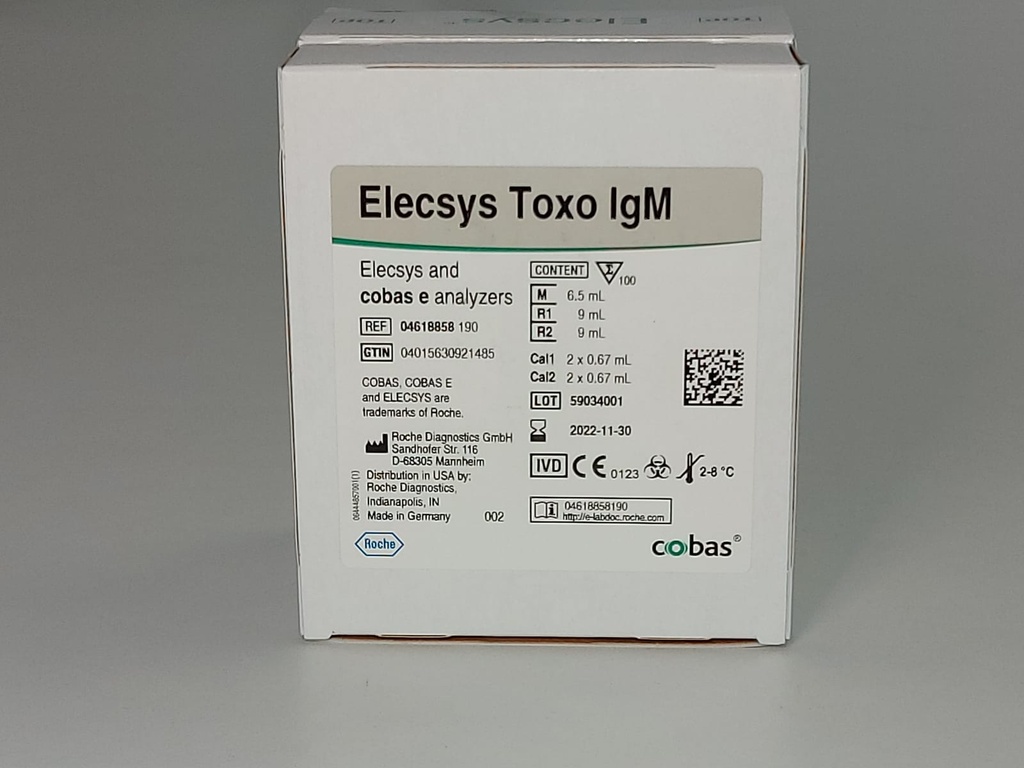 [TOP] Elecsys® [TOP]
Elecsys Toxo IgM
Elecsys and
cobas e analyzers
REF 04618858 190
GTIN 04015630921485
COBAS, COBAS E
and ELECSYS are
trademarks of Roche.
Roche Diagnostics GmbH
Sandhofer Str. 116
D-68305 Mannheim
Distribution in USA by:
Roche Diagnostics,
Indianapolis, IN
Made in Germany 002
Roche
CONTENT Σ 100
M 6.5 mL
R1 9 mL
R2 9 mL
Cal1 2 x 0.67 mL
Cal2 2 x 0.67 mL
LOT 59034001
2022-11-30
IVD CE 0123 2-8 °C
i 04618858190
http://e-labdoc.roche.com
cobas®